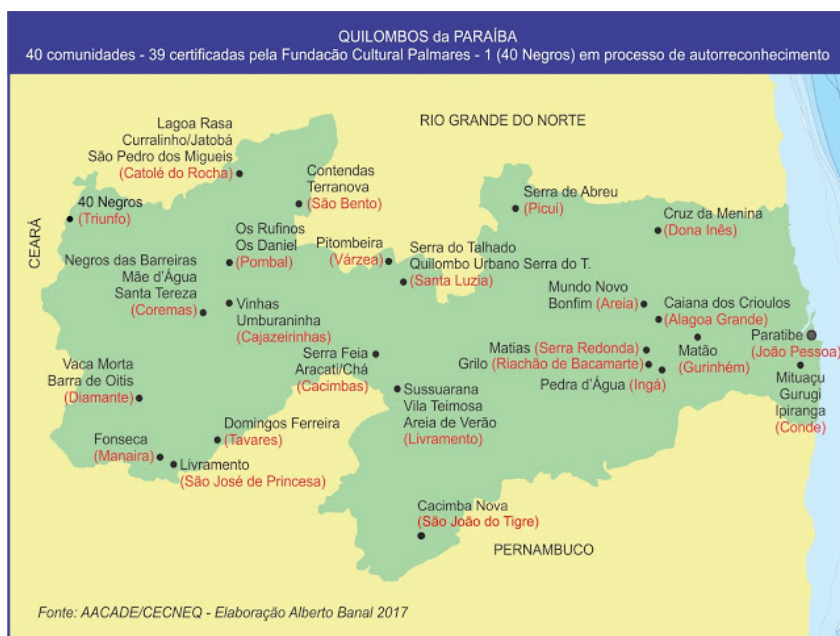 QUILOMBOS da PARAÍBA
40 comunidades - 39 certificadas pela Fundacão Cultural Palmares - 1 (40 Negros) em processo de autorreconhecimento
RIO GRANDE DO NORTE
Lagoa Rasa
Curralinho/Jatobá
São Pedro dos Migueis
(Catolé do Rocha)
Contendas
Terranova
(São Bento)
Serra de Abreu
(Picui)
40 Negros
(Triunfo)
CEARÁ
Os Rufinos
Os Daniel
(Pombal)
Pitombeira
(Várzea)
Serra do Talhado
Quilombo Urbano Serra do T.
(Santa Luzia)
Cruz da Menina
(Dona Inês)
Negros das Barreiras
Mãe d'Água
Santa Tereza
(Coremas)
Vinhas
Umburaninha
(Cajazeirinhas)
Mundo Novo
Bonfim (Areia)
Caiana dos Crioulos
(Alagoa Grande)
Paratibe
(João Pessoa)
Serra Feia
Aracati/Chá
(Cacimbas)
Matias (Serra Redonda)
Grilo (Riachão de Bacamarte)
Pedra d'Água (Ingá)
Matão
(Gurinhém)
Mituaçu
Gurugi
Ipiranga
(Conde)
Vaca Morta
Barra de Oitis
(Diamante)
Sussuarana
Vila Teimosa
Areia de Verão
(Livramento)
Domingos Ferreira
(Tavares)
Fonseca
(Manaira)
Livramento
(São José de Princesa)
Cacimba Nova
(São João do Tigre)
PERNAMBUCO
Fonte: AACADE/CECNEQ - Elaboração Alberto Banal 2017